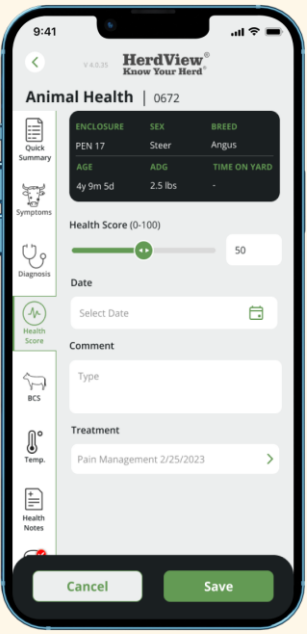 9:41
V 4.0.35
HerdView®
Know Your Herd®
Animal Health | 0672
Quick
Summary
Symptoms
Diagnosis
Health
Score
BCS
Temp.
Health
Notes
ENCLOSURE SEX BREED
PEN 17 Steer Angus
AGE ADG TIME ON YARD
4y 9m 5d 2.5 lbs -
Health Score (0-100)
50
Date
Select Date
Comment
Type
Treatment
Pain Management 2/25/2023
Cancel Save